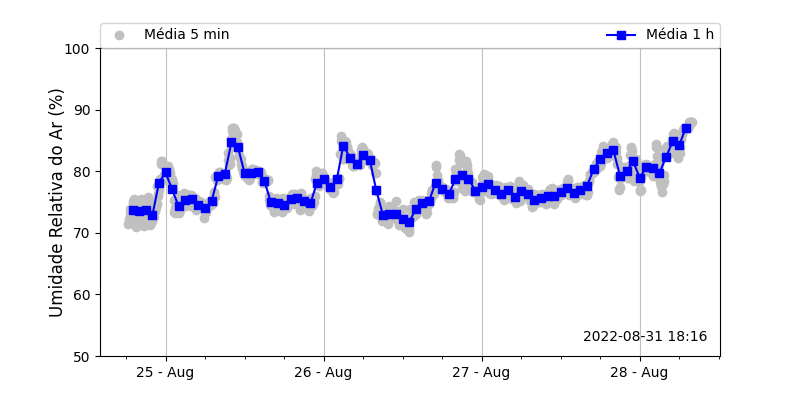 Média 5 min
Média 1 h
Umidade Relativa do Ar (%)
100
90
80
70
60
50
2022-08-31 18:16
25 - Aug
26 - Aug
27 - Aug
28 - Aug